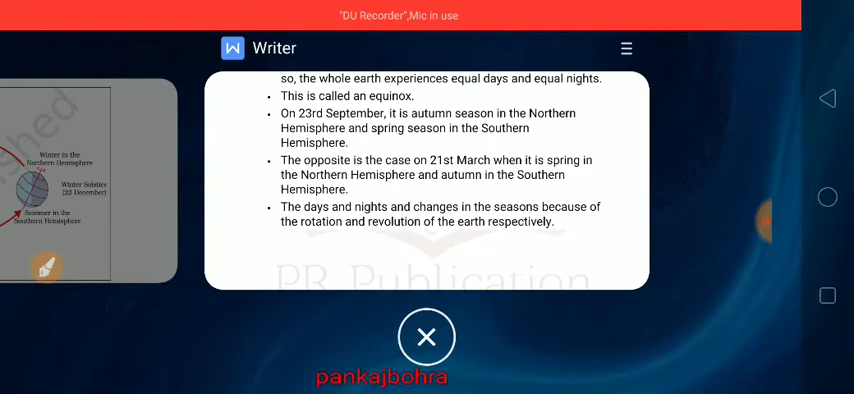 "DU Recorder",Mic in use
Writer
so, the whole earth experiences equal days and equal nights.
• This is called an equinox.
• On 23rd September, it is autumn season in the Northern
Hemisphere and spring season in the Southern
Hemisphere.
• The opposite is the case on 21st March when it is spring in
the Northern Hemisphere and autumn in the Southern
Hemisphere.
• The days and nights and changes in the seasons because of
the rotation and revolution of the earth respectively.
PR Publication
shed
Winter in the
Northern Hemisphere
Winter Solstice
(22 December)
Summer in the
Southern Hemisphere
pankajbohra